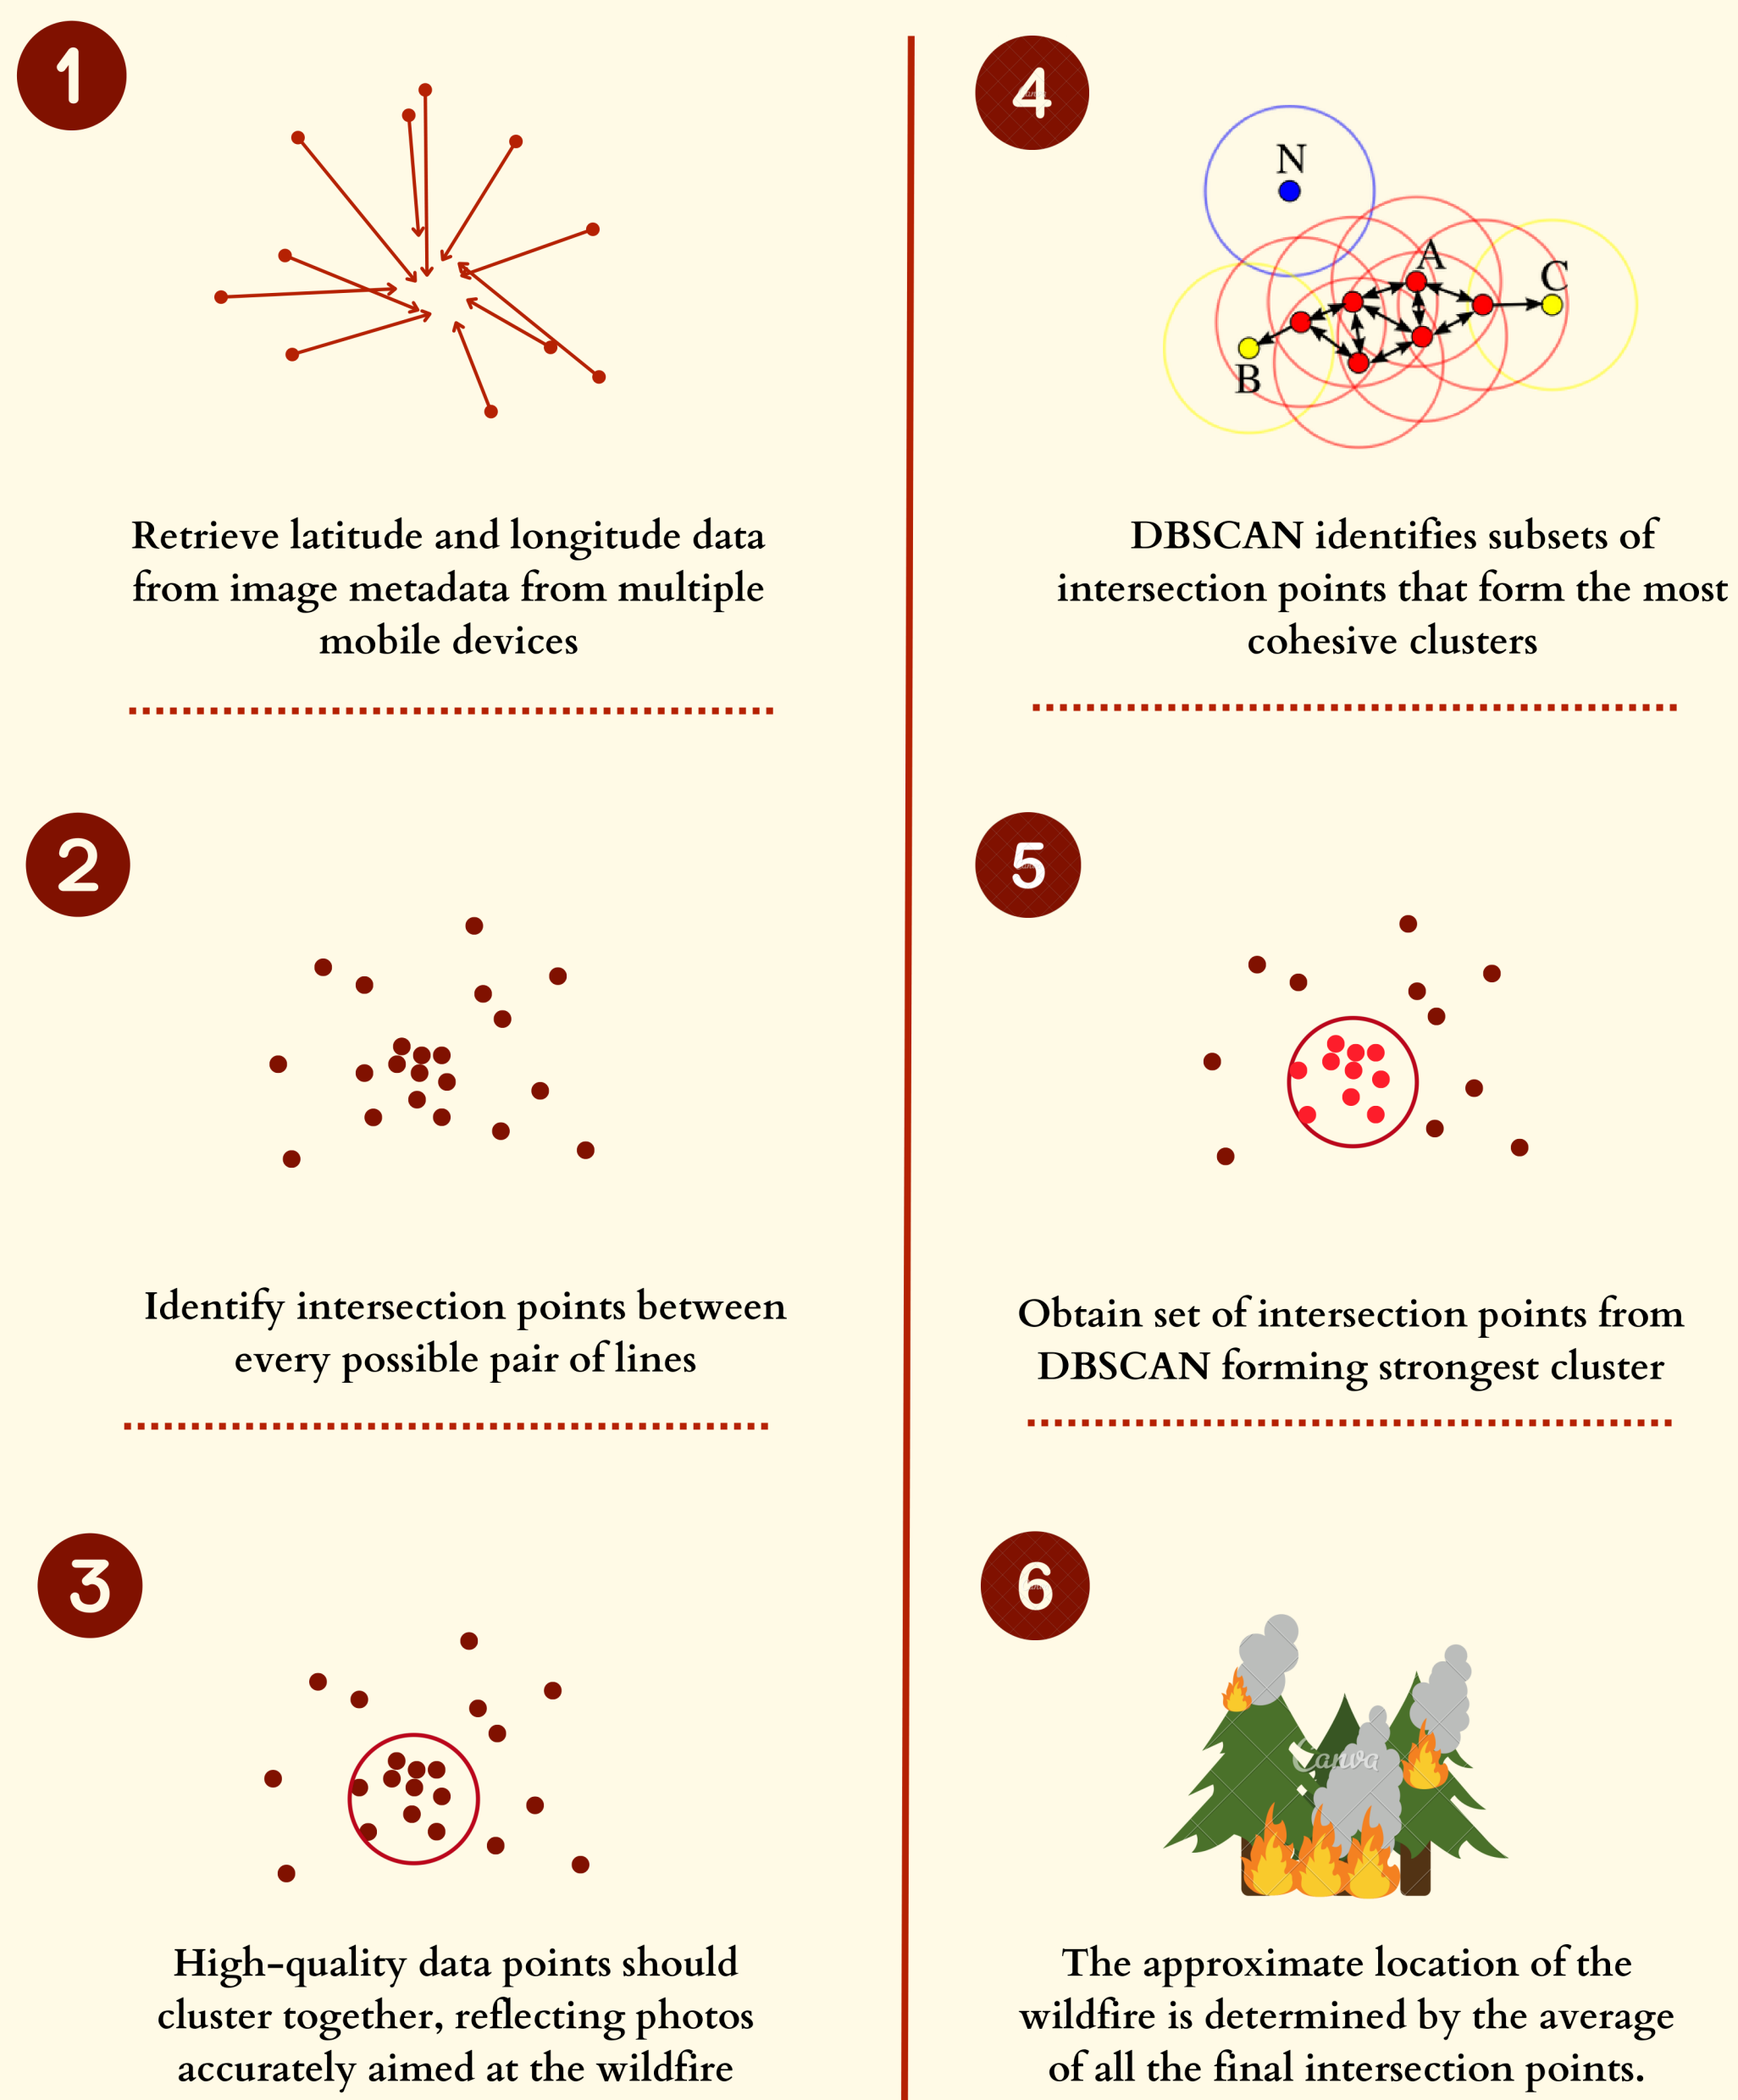 1
Retrieve latitude and longitude data
from image metadata from multiple
mobile devices
2
Identify intersection points between
every possible pair of lines
3
High-quality data points should
cluster together, reflecting photos
accurately aimed at the wildfire
4
N
A
C
B
DBSCAN identifies subsets of
intersection points that form the most
cohesive clusters
5
Obtain set of intersection points from
DBSCAN forming strongest cluster
6
Canva
The approximate location of the
wildfire is determined by the average
of all the final intersection points.